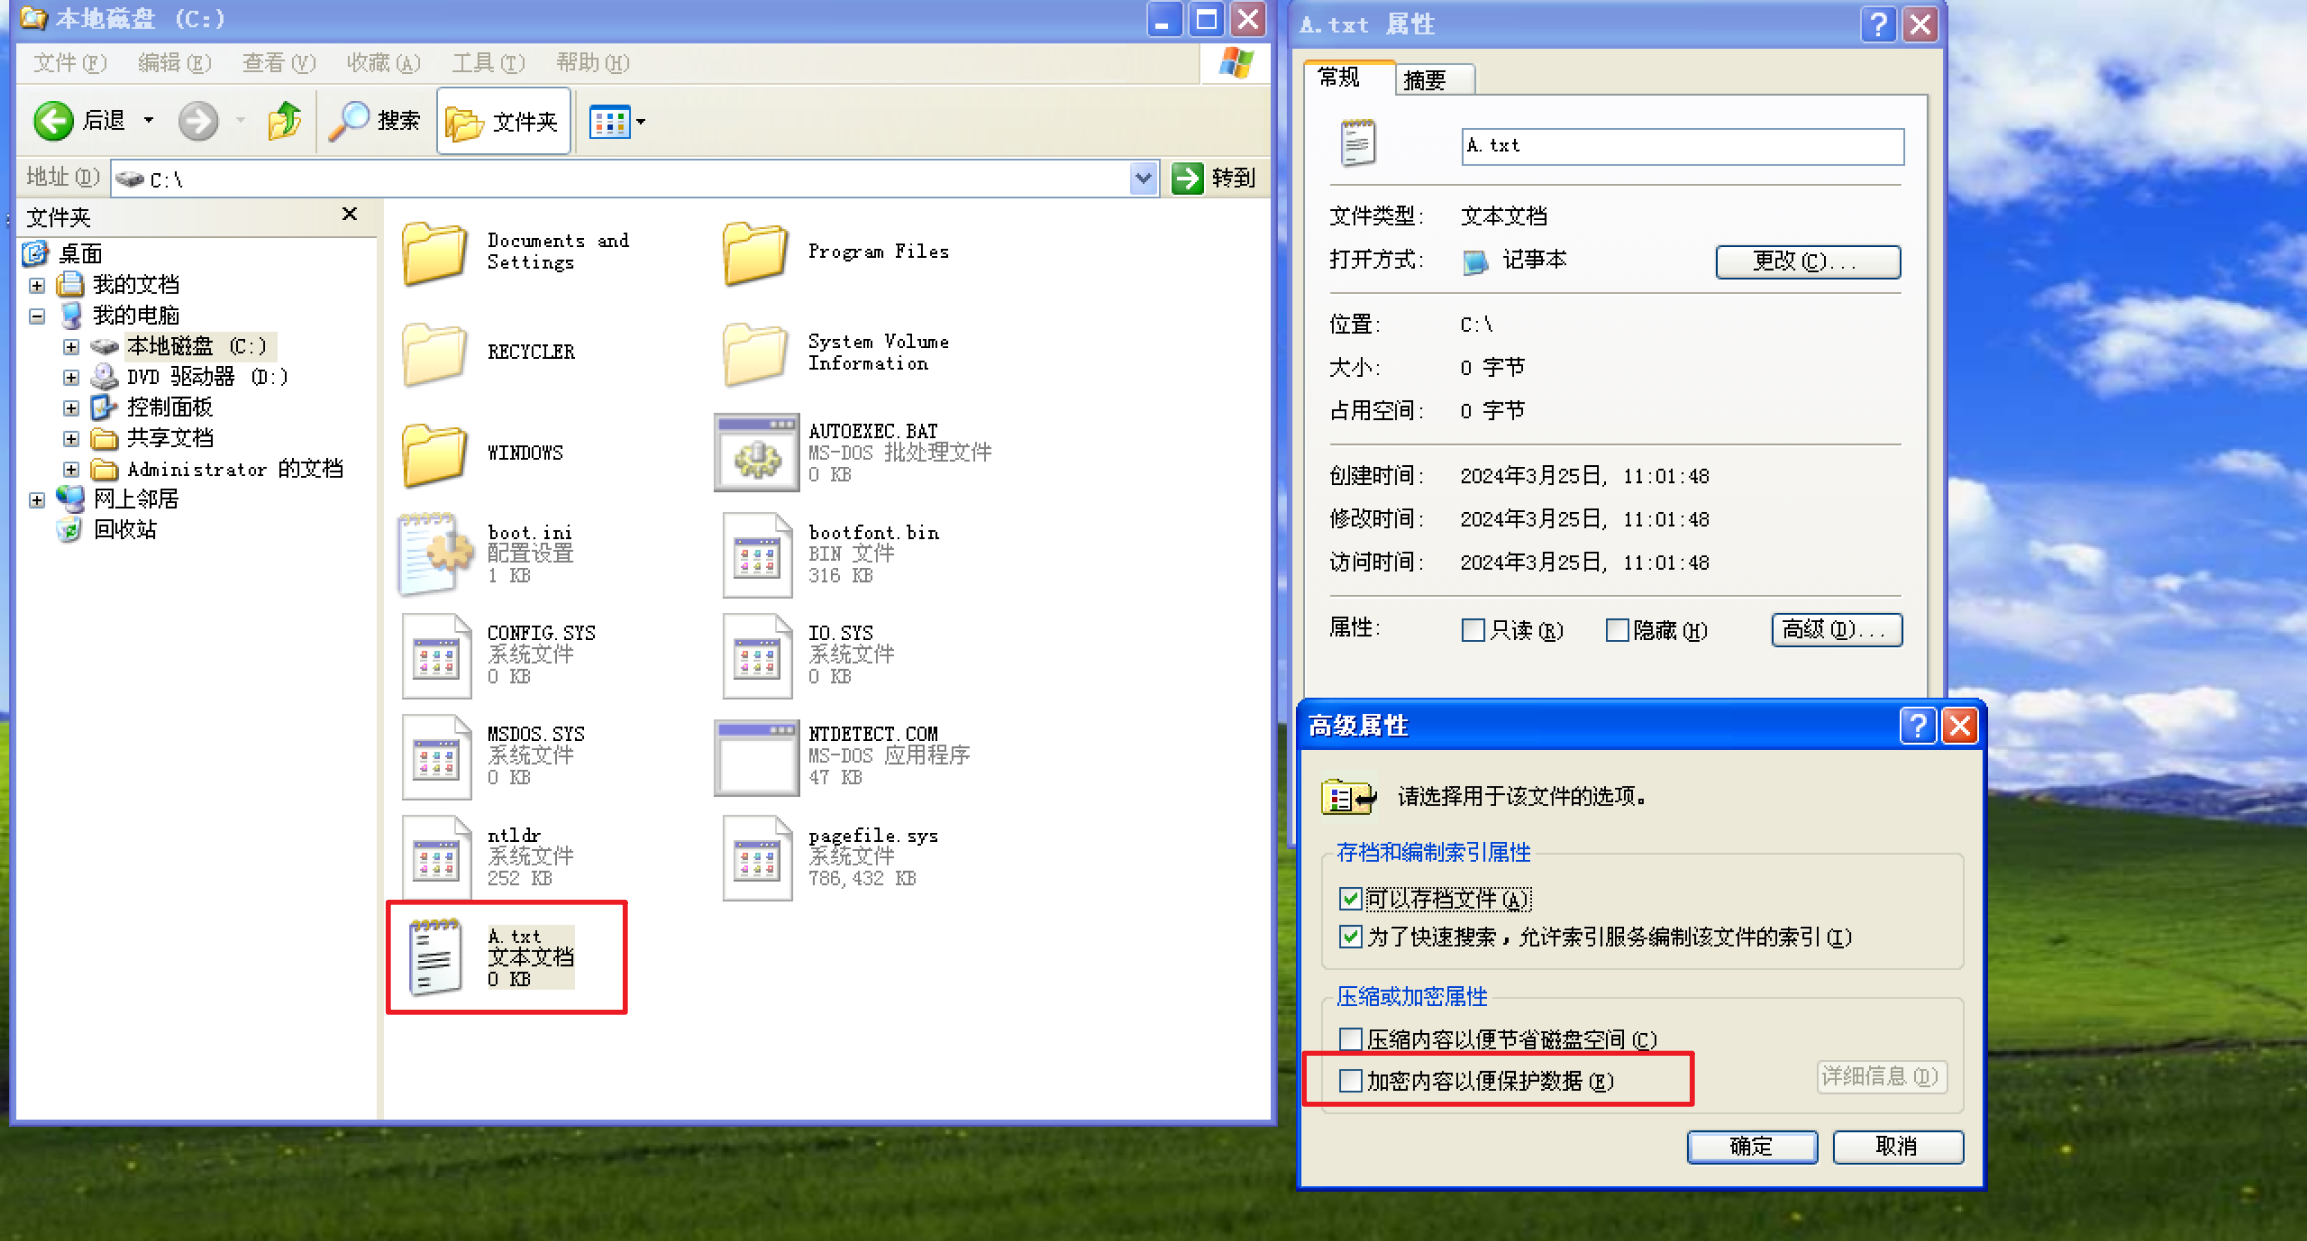 本地磁盘 (C:)
文件(F) 编辑(E) 查看(V) 收藏(A) 工具(T) 帮助(H)
后退 搜索 文件夹
地址(D) C:\ 转到
文件夹
桌面
我的文档
我的电脑
本地磁盘 (C:)
DVD 驱动器 (D:)
控制面板
共享文档
Administrator 的文档
网上邻居
回收站
Documents and
Settings
Program Files
RECYCLER
System Volume
Information
WINDOWS
AUTOEXEC.BAT
MS-DOS 批处理文件
0 KB
boot.ini
配置设置
1 KB
bootfont.bin
BIN 文件
316 KB
CONFIG.SYS
系统文件
0 KB
IO.SYS
系统文件
0 KB
MSDOS.SYS
系统文件
0 KB
NTDETECT.COM
MS-DOS 应用程序
47 KB
ntldr
系统文件
252 KB
pagefile.sys
系统文件
786,432 KB
A.txt
文本文档
0 KB
A.txt 属性
常规 摘要
A.txt
文件类型: 文本文档
打开方式: 记事本 更改(C)...
位置: C:\
大小: 0 字节
占用空间: 0 字节
创建时间: 2024年3月25日, 11:01:48
修改时间: 2024年3月25日, 11:01:48
访问时间: 2024年3月25日, 11:01:48
属性: 只读(R) 隐藏(H) 高级(D)...
高级属性
请选择用于该文件的选项。
存档和编制索引属性
可以存档文件(A)
为了快速搜索，允许索引服务编制该文件的索引(I)
压缩或加密属性
压缩内容以便节省磁盘空间(C)
加密内容以便保护数据(E) 详细信息(D)
确定 取消